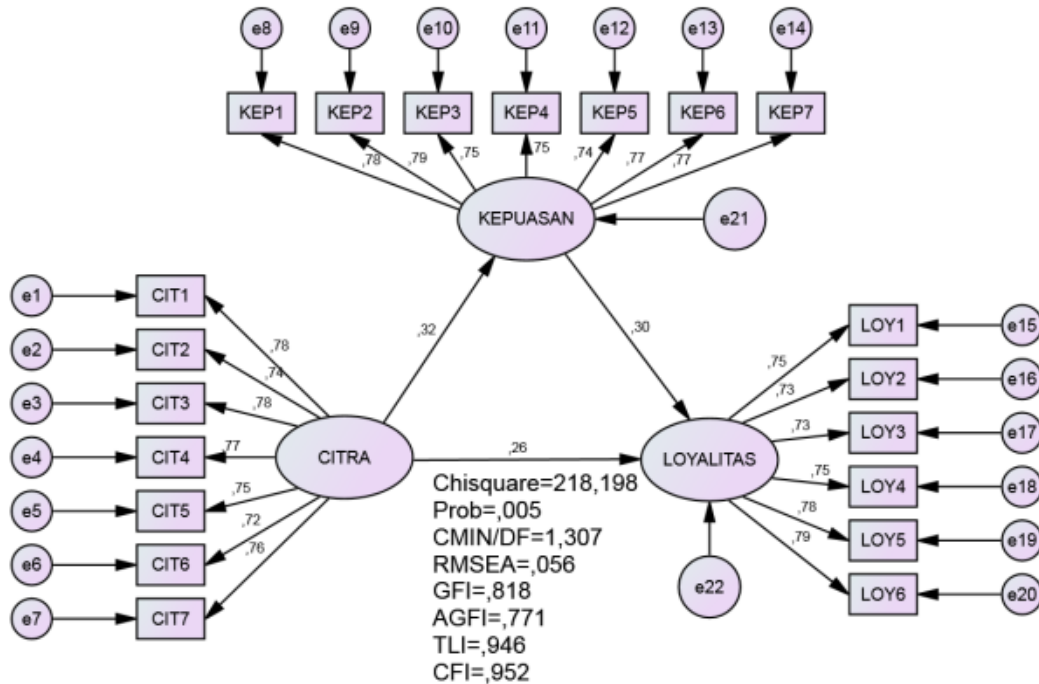 e8 e9 e10 e11 e12 e13 e14
KEP1 KEP2 KEP3 KEP4 KEP5 KEP6 KEP7
,78 ,79 ,75 ,75 ,74 ,77 ,77
KEPUASAN
e21
e1 CIT1
e2 CIT2
e3 CIT3
e4 CIT4
e5 CIT5
e6 CIT6
e7 CIT7
,78
,74
,78
,77
,75
,72
,76
CITRA
,32
,30
,26
LOYALITAS
e22
,75
,73
,73
,75
,78
,79
LOY1 e15
LOY2 e16
LOY3 e17
LOY4 e18
LOY5 e19
LOY6 e20
Chisquare=218,198
Prob=,005
CMIN/DF=1,307
RMSEA=,056
GFI=,818
AGFI=,771
TLI=,946
CFI=,952